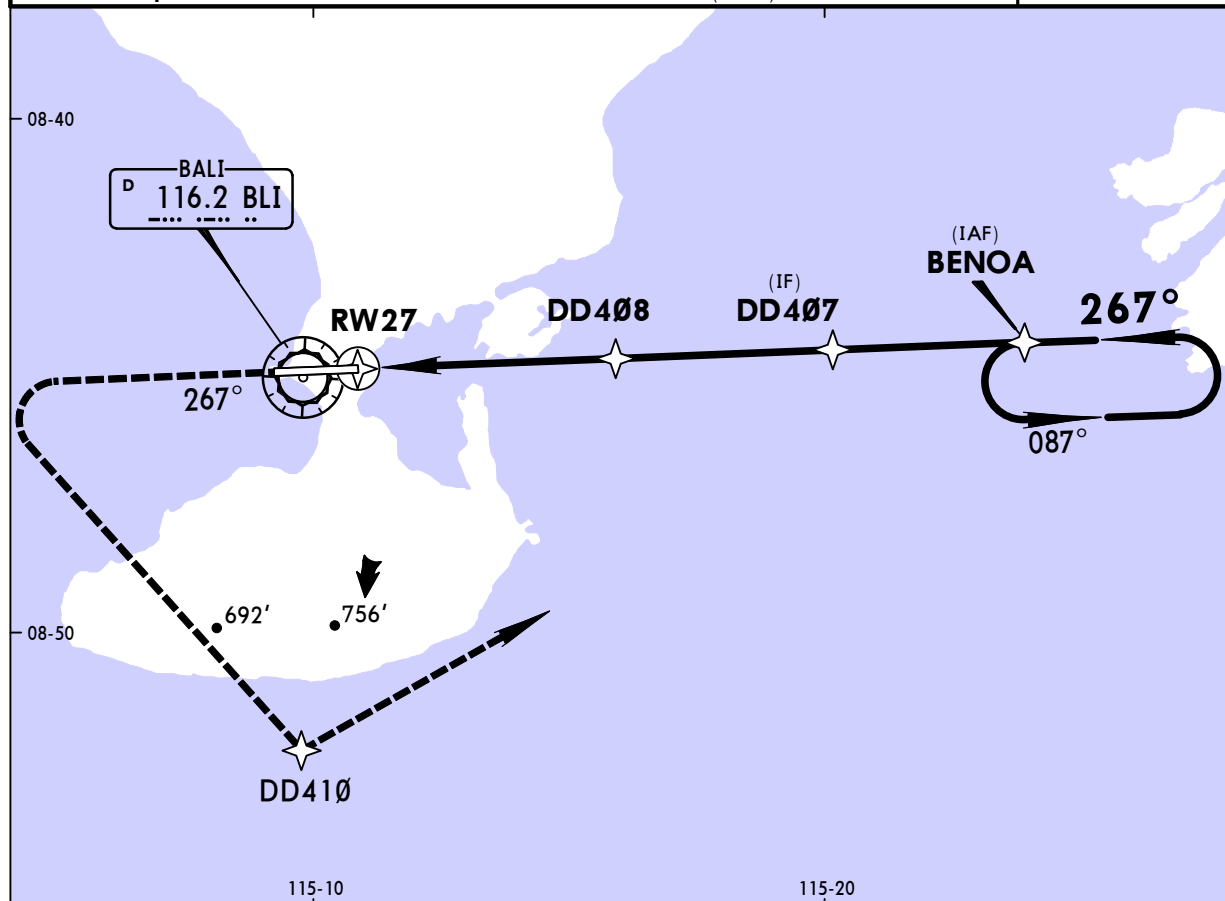 08-40
BALI
D 116.2 BLI
(IAF)
BENOA
(IF)
DD4Ø7
DD4Ø8
RW27
267°
267°
087°
692'
756'
08-50
DD41Ø
115-10
115-20